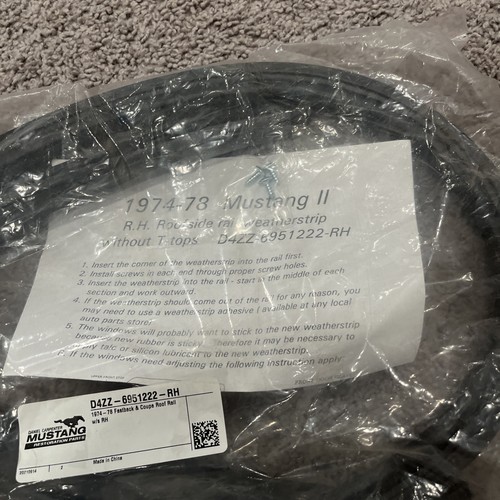 1974-78 Mustang II
R.H. Roofside rail weatherstrip
without T-tops D4ZZ-6951222-RH
1. Insert the corner of the weatherstrip into the rail first.
2. Install screws in each end through proper screw holes.
3. Insert the weatherstrip into the rail - start in the middle of each
section and work outward.
4. If the weatherstrip should come out of the rail for any reason, you
may need to use a weatherstrip adhesive ( available at any local
auto parts store)
5. The windows will probably want to stick to the new weatherstrip
because new rubber is sticky. Therefore it may be necessary to
apply talc or silicon lubricent to the new weatherstrip.
If the windows need adjusting the following instruction apply
D4ZZ-6951222-RH
1974-78 Fastback & Coupe Roof Rail
w/s RH
DANIEL CARPENTER
MUSTANG
RESTORATION PARTS
2
Made in China